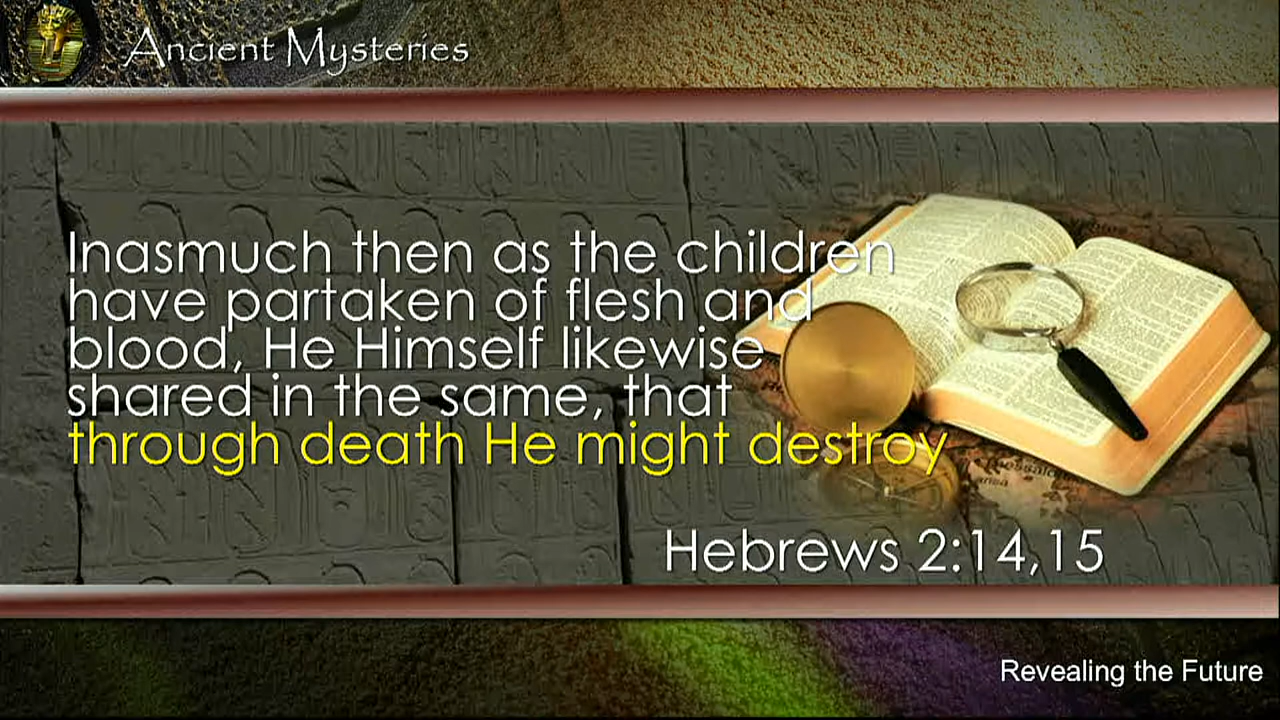 Ancient Mysteries
Inasmuch then as the children
have partaken of flesh and
blood, He Himself likewise
shared in the same, that
through death He might destroy
Hebrews 2:14,15
Revealing the Future